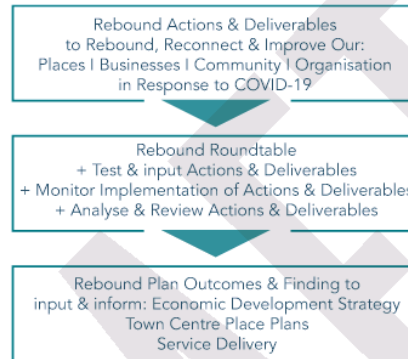 Rebound Actions & Deliverables
to Rebound, Reconnect & Improve Our:
Places I Businesses I Community I Organisation
in Response to COVID-19
Rebound Roundtable
+ Test & input Actions & Deliverables
+ Monitor Implementation of Actions & Deliverables
+ Analyse & Review Actions & Deliverables
Rebound Plan Outcomes & Finding to
input & inform: Economic Development Strategy
Town Centre Place Plans
Service Delivery